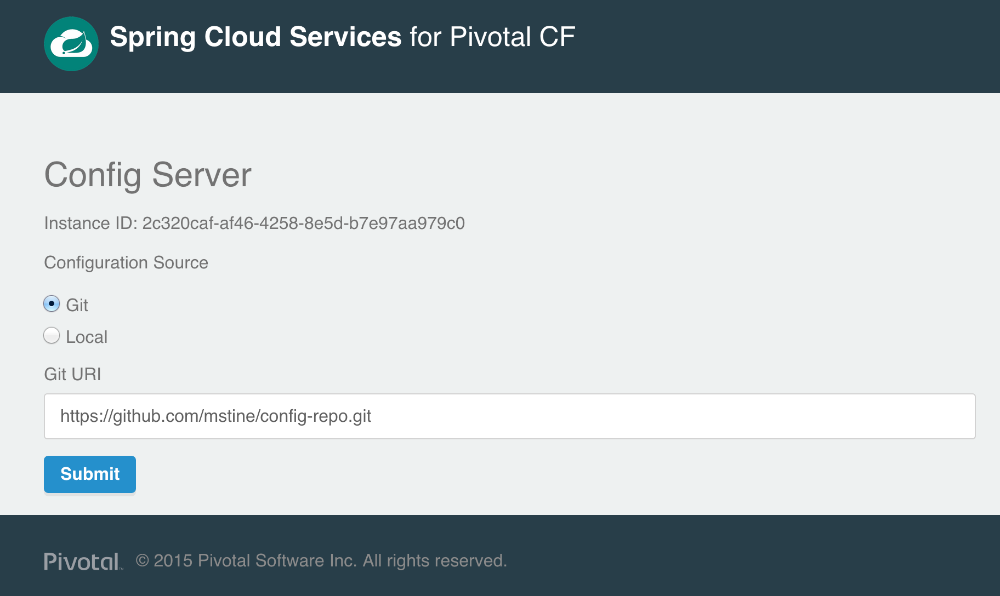 Spring Cloud Services for Pivotal CF
Config Server
Instance ID: 2c320caf-af46-4258-8e5d-b7e97aa979c0
Configuration Source
Git
Local
Git URI
https://github.com/mstine/config-repo.git
Submit
Pivotal™ © 2015 Pivotal Software Inc. All rights reserved.